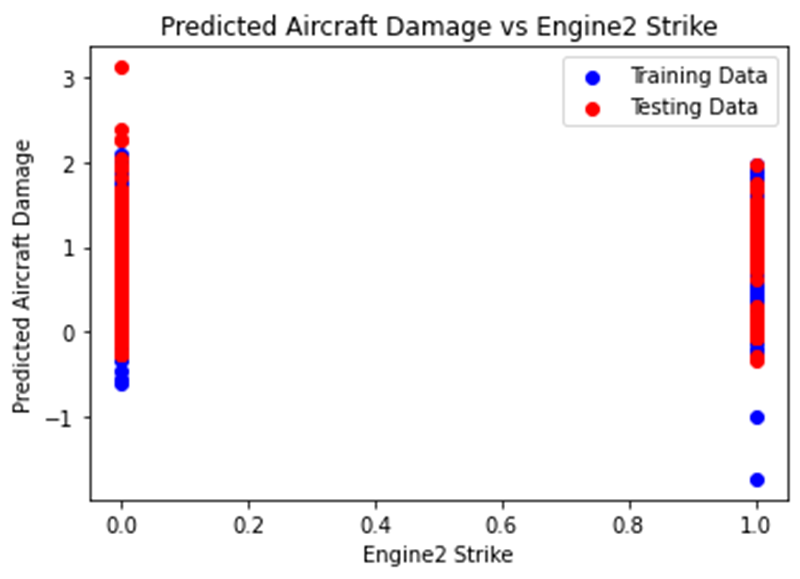 Predicted Aircraft Damage vs Engine2 Strike
Training Data
Testing Data
Predicted Aircraft Damage
3
2
1
0
−1
0.0 0.2 0.4 0.6 0.8 1.0
Engine2 Strike